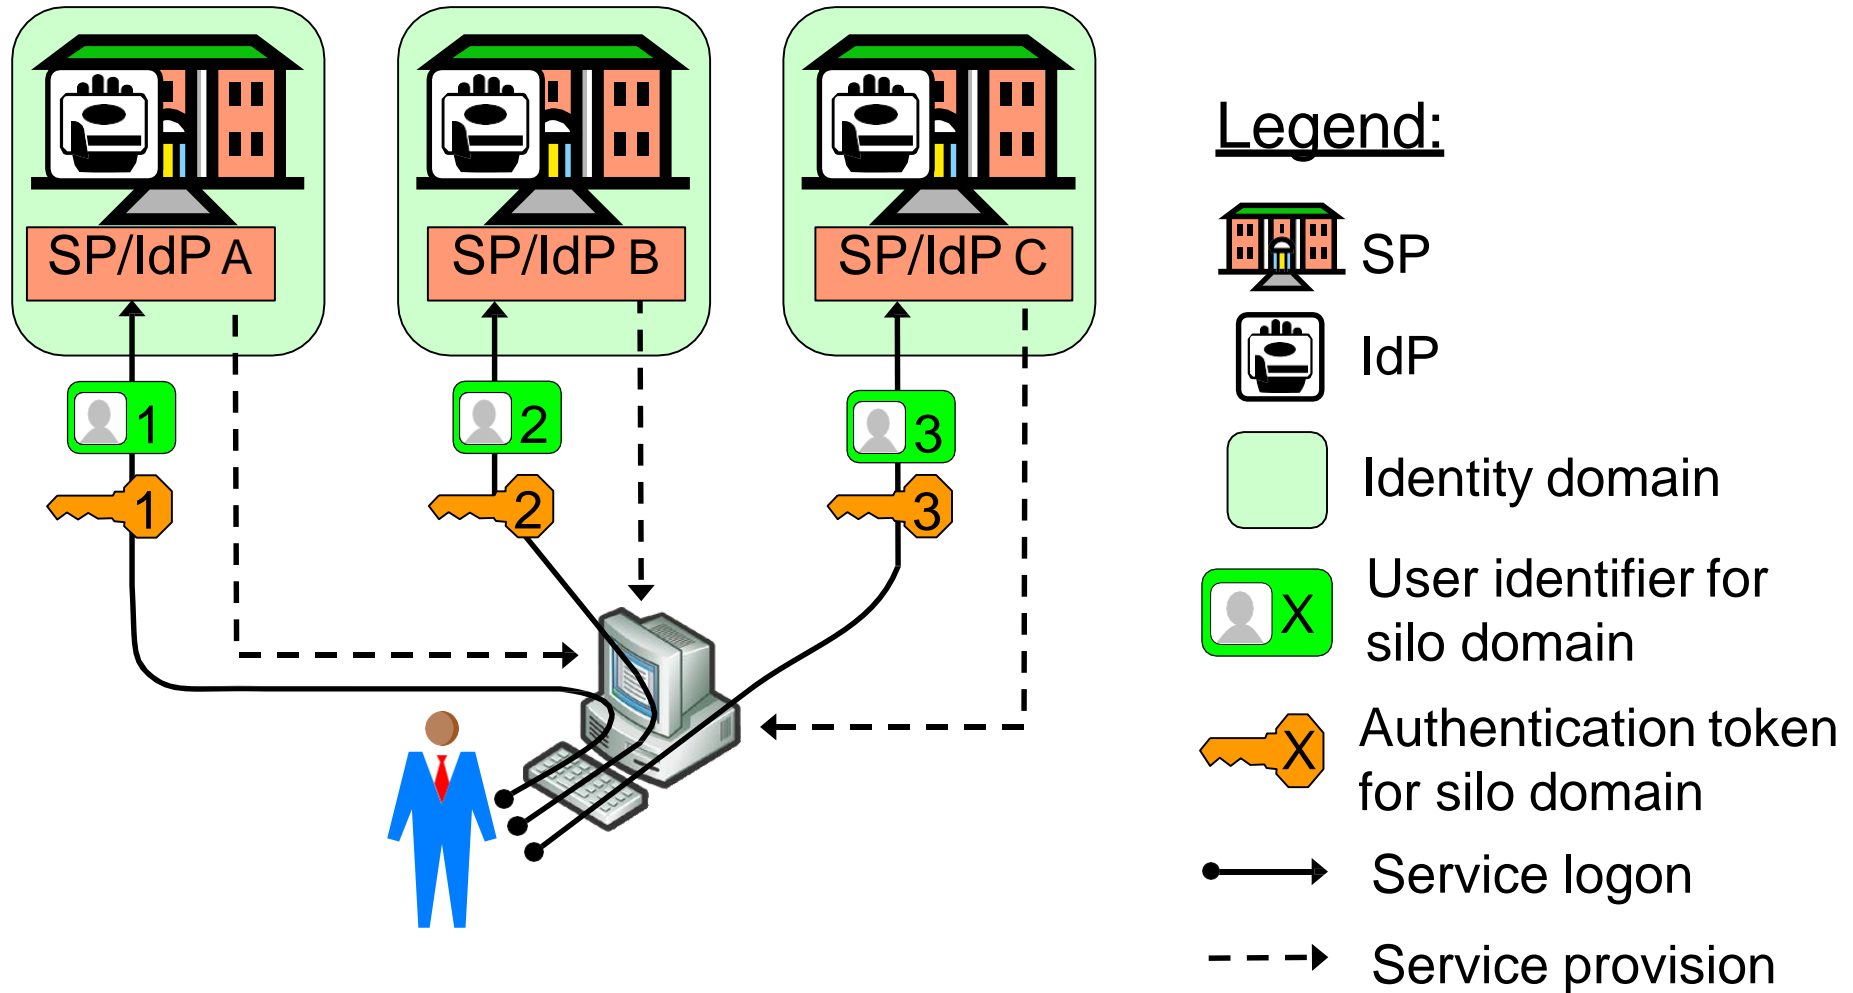 SP/IdP A
SP/IdP B
SP/IdP C
1
2
3
1
2
3
Legend:
SP
IdP
Identity domain
X
User identifier for
silo domain
X
Authentication token
for silo domain
Service logon
Service provision